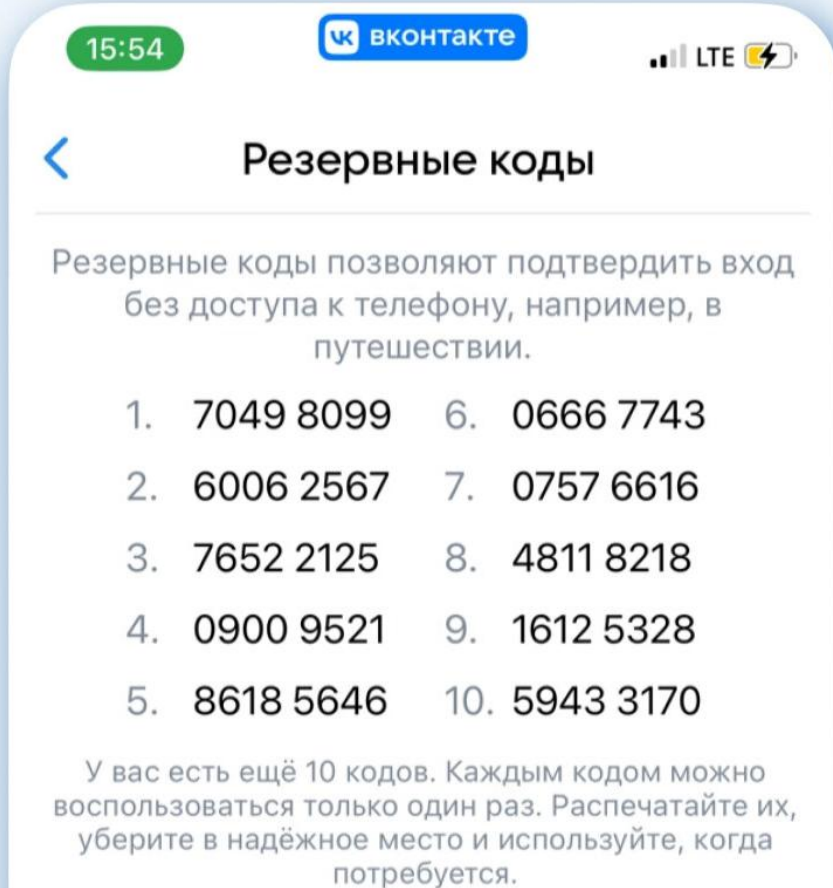 15:54
вконтакте
LTE
Резервные коды
Резервные коды позволяют подтвердить вход
без доступа к телефону, например, в
путешествии.
1. 7049 8099 6. 0666 7743
2. 6006 2567 7. 0757 6616
3. 7652 2125 8. 4811 8218
4. 0900 9521 9. 1612 5328
5. 8618 5646 10. 5943 3170
У вас есть ещё 10 кодов. Каждым кодом можно
воспользоваться только один раз. Распечатайте их,
уберите в надёжное место и используйте, когда
потребуется.